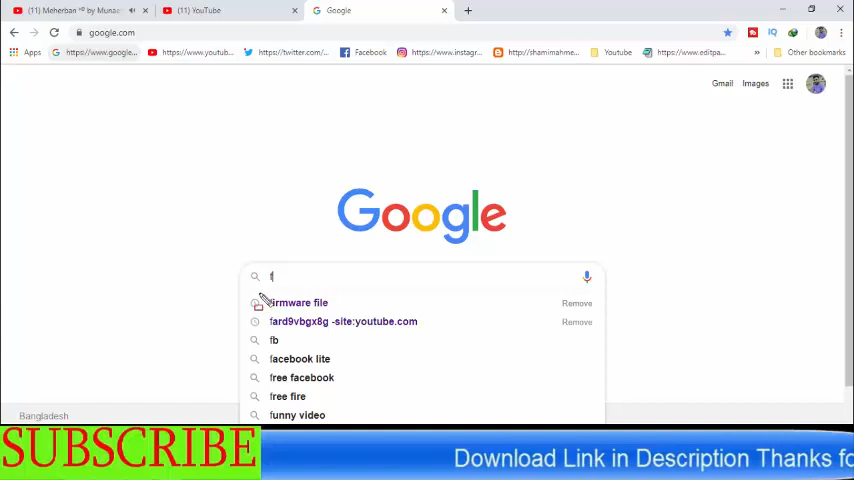 (11) Meherban
by Munae
(11) YouTube
Google
google.com
Apps
https://www.google...
https://www.youtub...
https://twitter.com/...
Facebook
https://www.instagr...
http://shamimahme...
Youtube
https://www.editpa...
»
Other bookmarks
Gmail
Images
Google
f
firmware file
Remove
fard9vbgx8g -site:youtube.com
Remove
fb
facebook lite
free facebook
free fire
funny video
Bangladesh
SUBSCRIBE
Download Link in Description Thanks fo